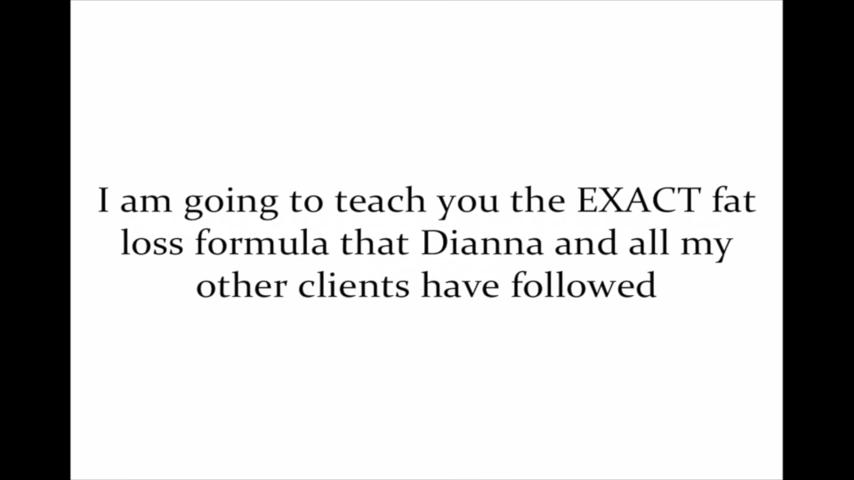 I am going to teach you the EXACT fat
loss formula that Dianna and all my
other clients have followed